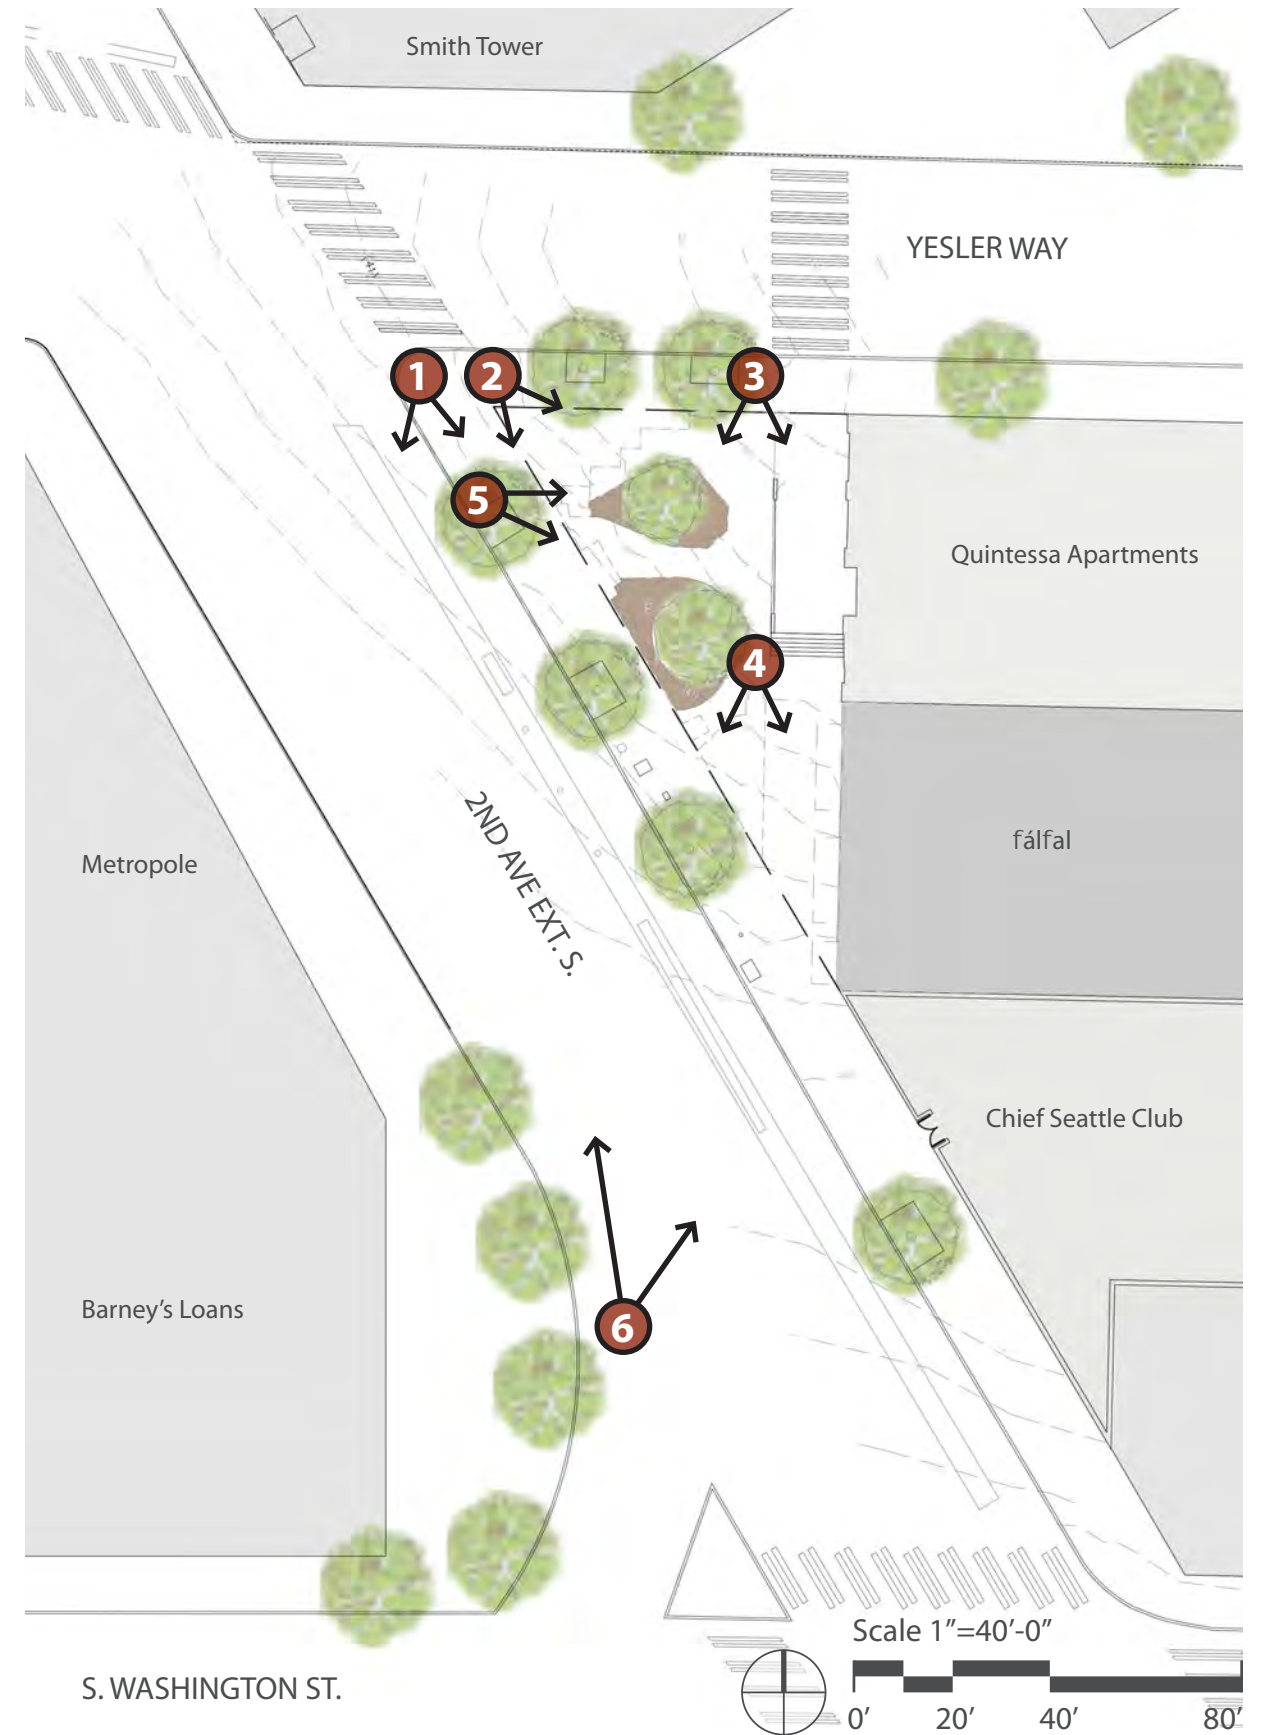 Smith Tower
YESLER WAY
1
2
3
5
Quintessa Apartments
4
2ND AVE EXT. S.
fálfal
Metropole
Chief Seattle Club
Barney’s Loans
6
Scale 1”=40’-0”
S. WASHINGTON ST.
0’ 20’ 40’ 80’